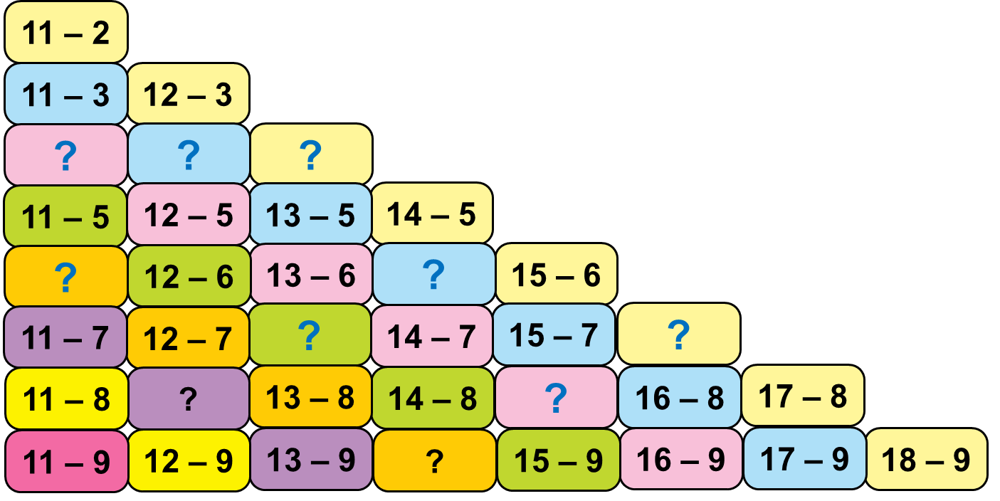 11 – 2
11 – 3 12 – 3
? ? ?
11 – 5 12 – 5 13 – 5 14 – 5
? 12 – 6 13 – 6 ? 15 – 6
11 – 7 12 – 7 ? 14 – 7 15 – 7 ?
11 – 8 ? 13 – 8 14 – 8 ? 16 – 8 17 – 8
11 – 9 12 – 9 13 – 9 ? 15 – 9 16 – 9 17 – 9 18 – 9